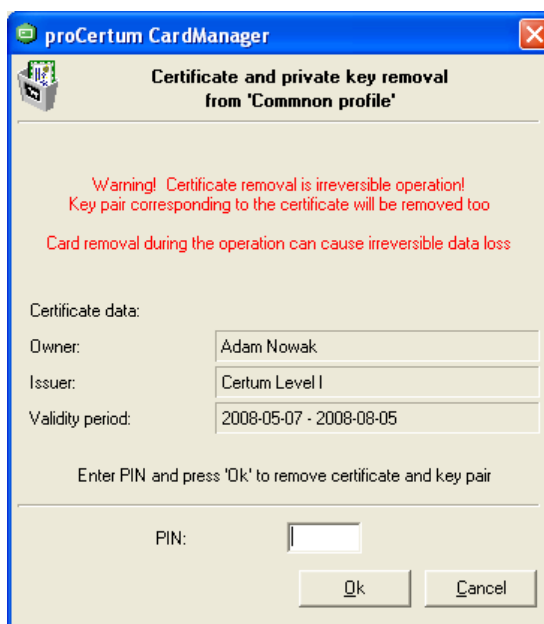 proCertum CardManager
Certificate and private key removal
from 'Commnon profile'
Warning! Certificate removal is irreversible operation!
Key pair corresponding to the certificate will be removed too
Card removal during the operation can cause irreversible data loss
Certificate data:
Owner: Adam Nowak
Issuer: Certum Level I
Validity period: 2008-05-07 - 2008-08-05
Enter PIN and press 'Ok' to remove certificate and key pair
PIN:
Ok Cancel